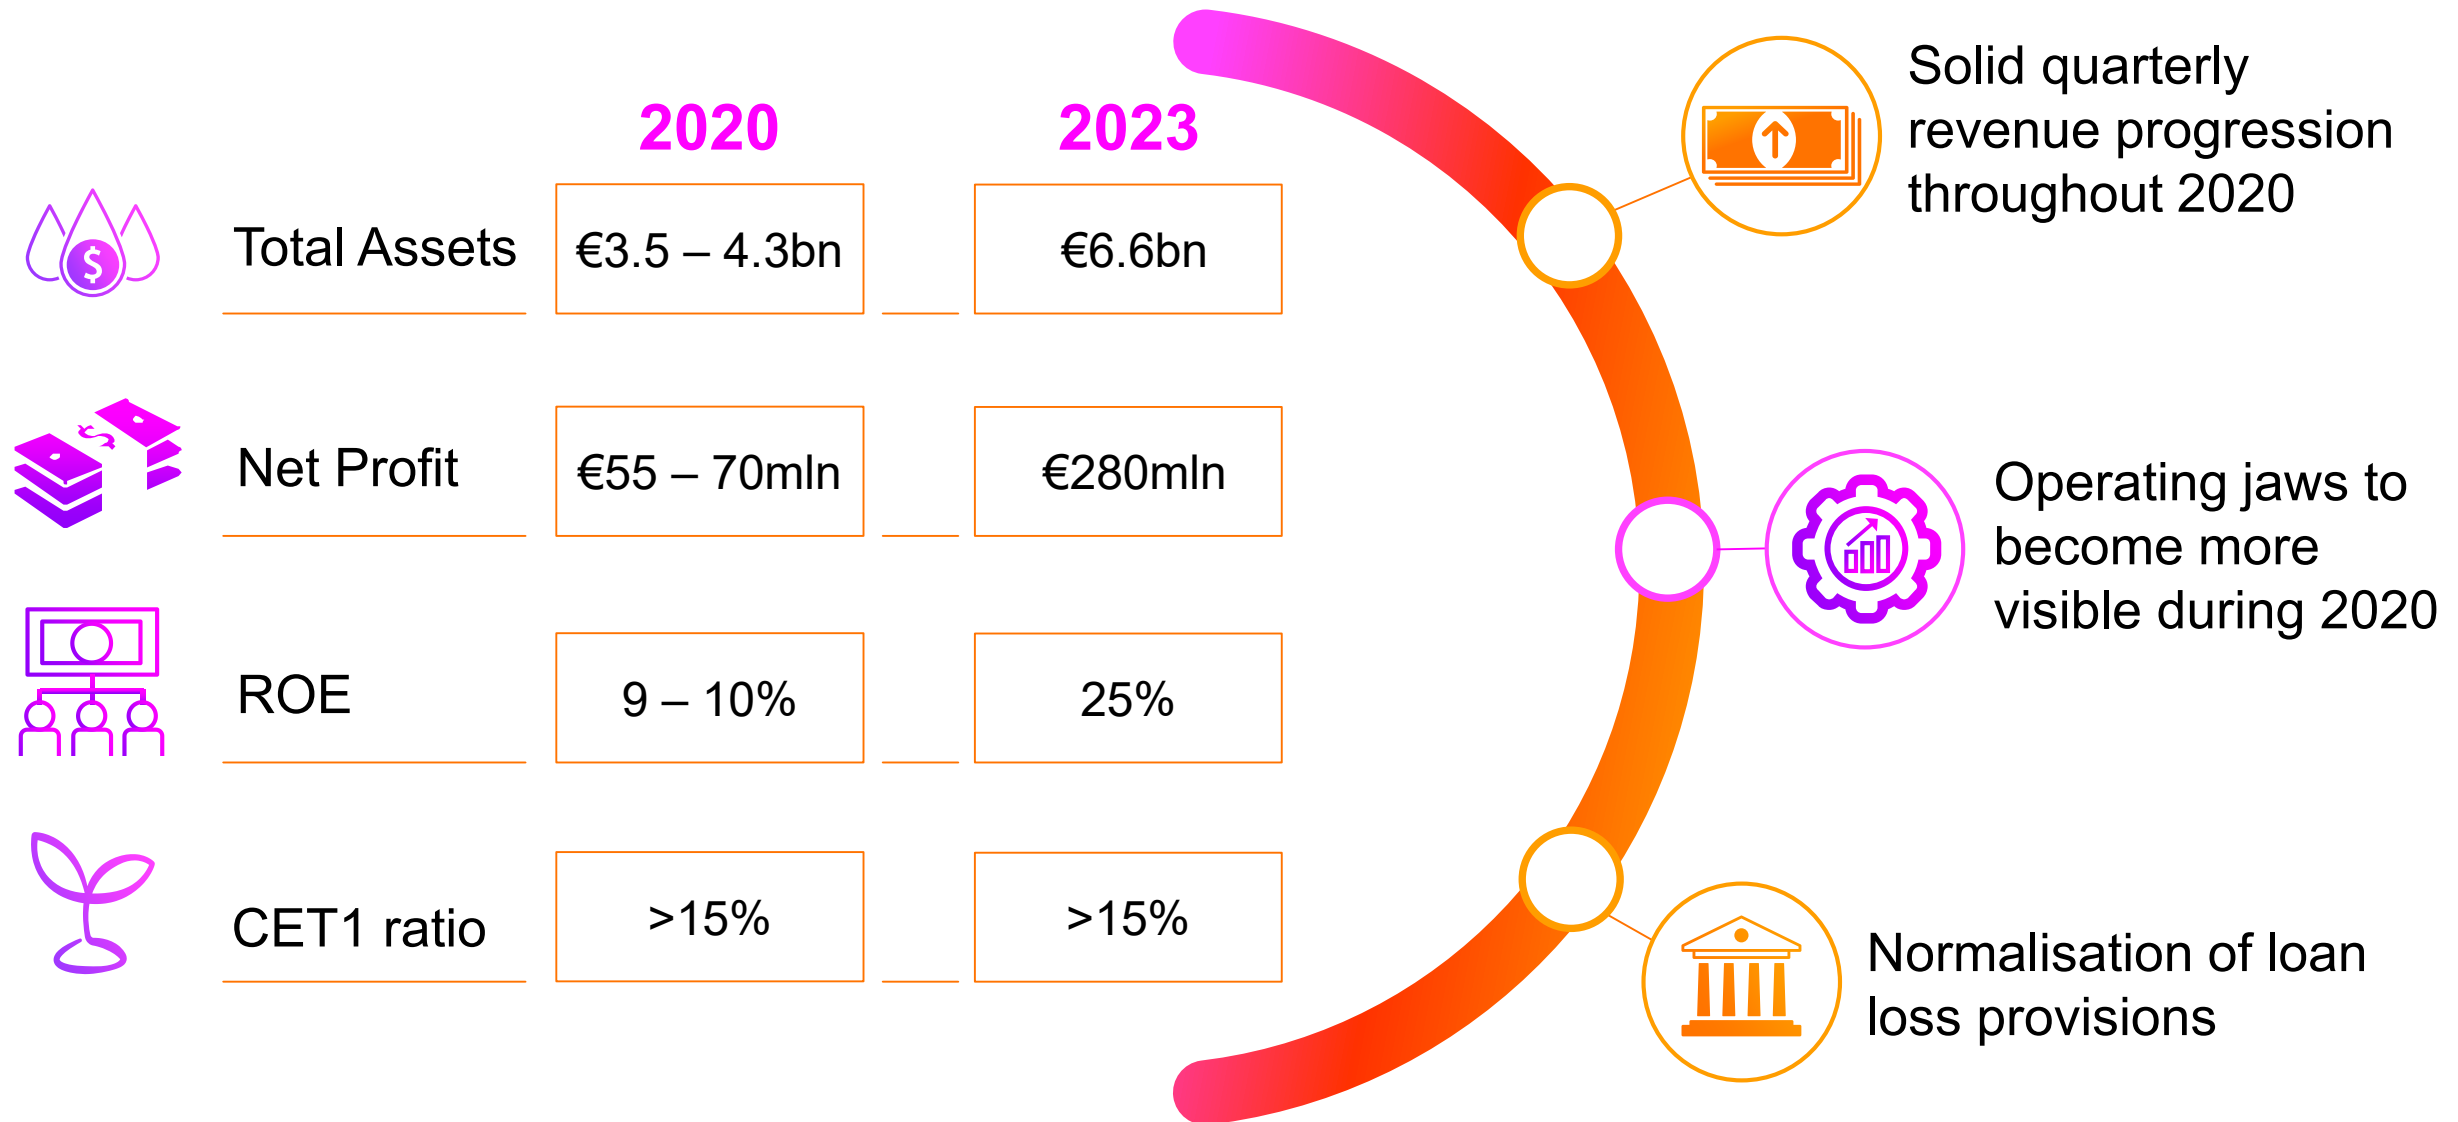 2020 2023
Total Assets €3.5 – 4.3bn €6.6bn
Net Profit €55 – 70mln €280mln
ROE 9 – 10% 25%
CET1 ratio >15% >15%
Solid quarterly
revenue progression
throughout 2020
Operating jaws to
become more
visible during 2020
Normalisation of loan
loss provisions